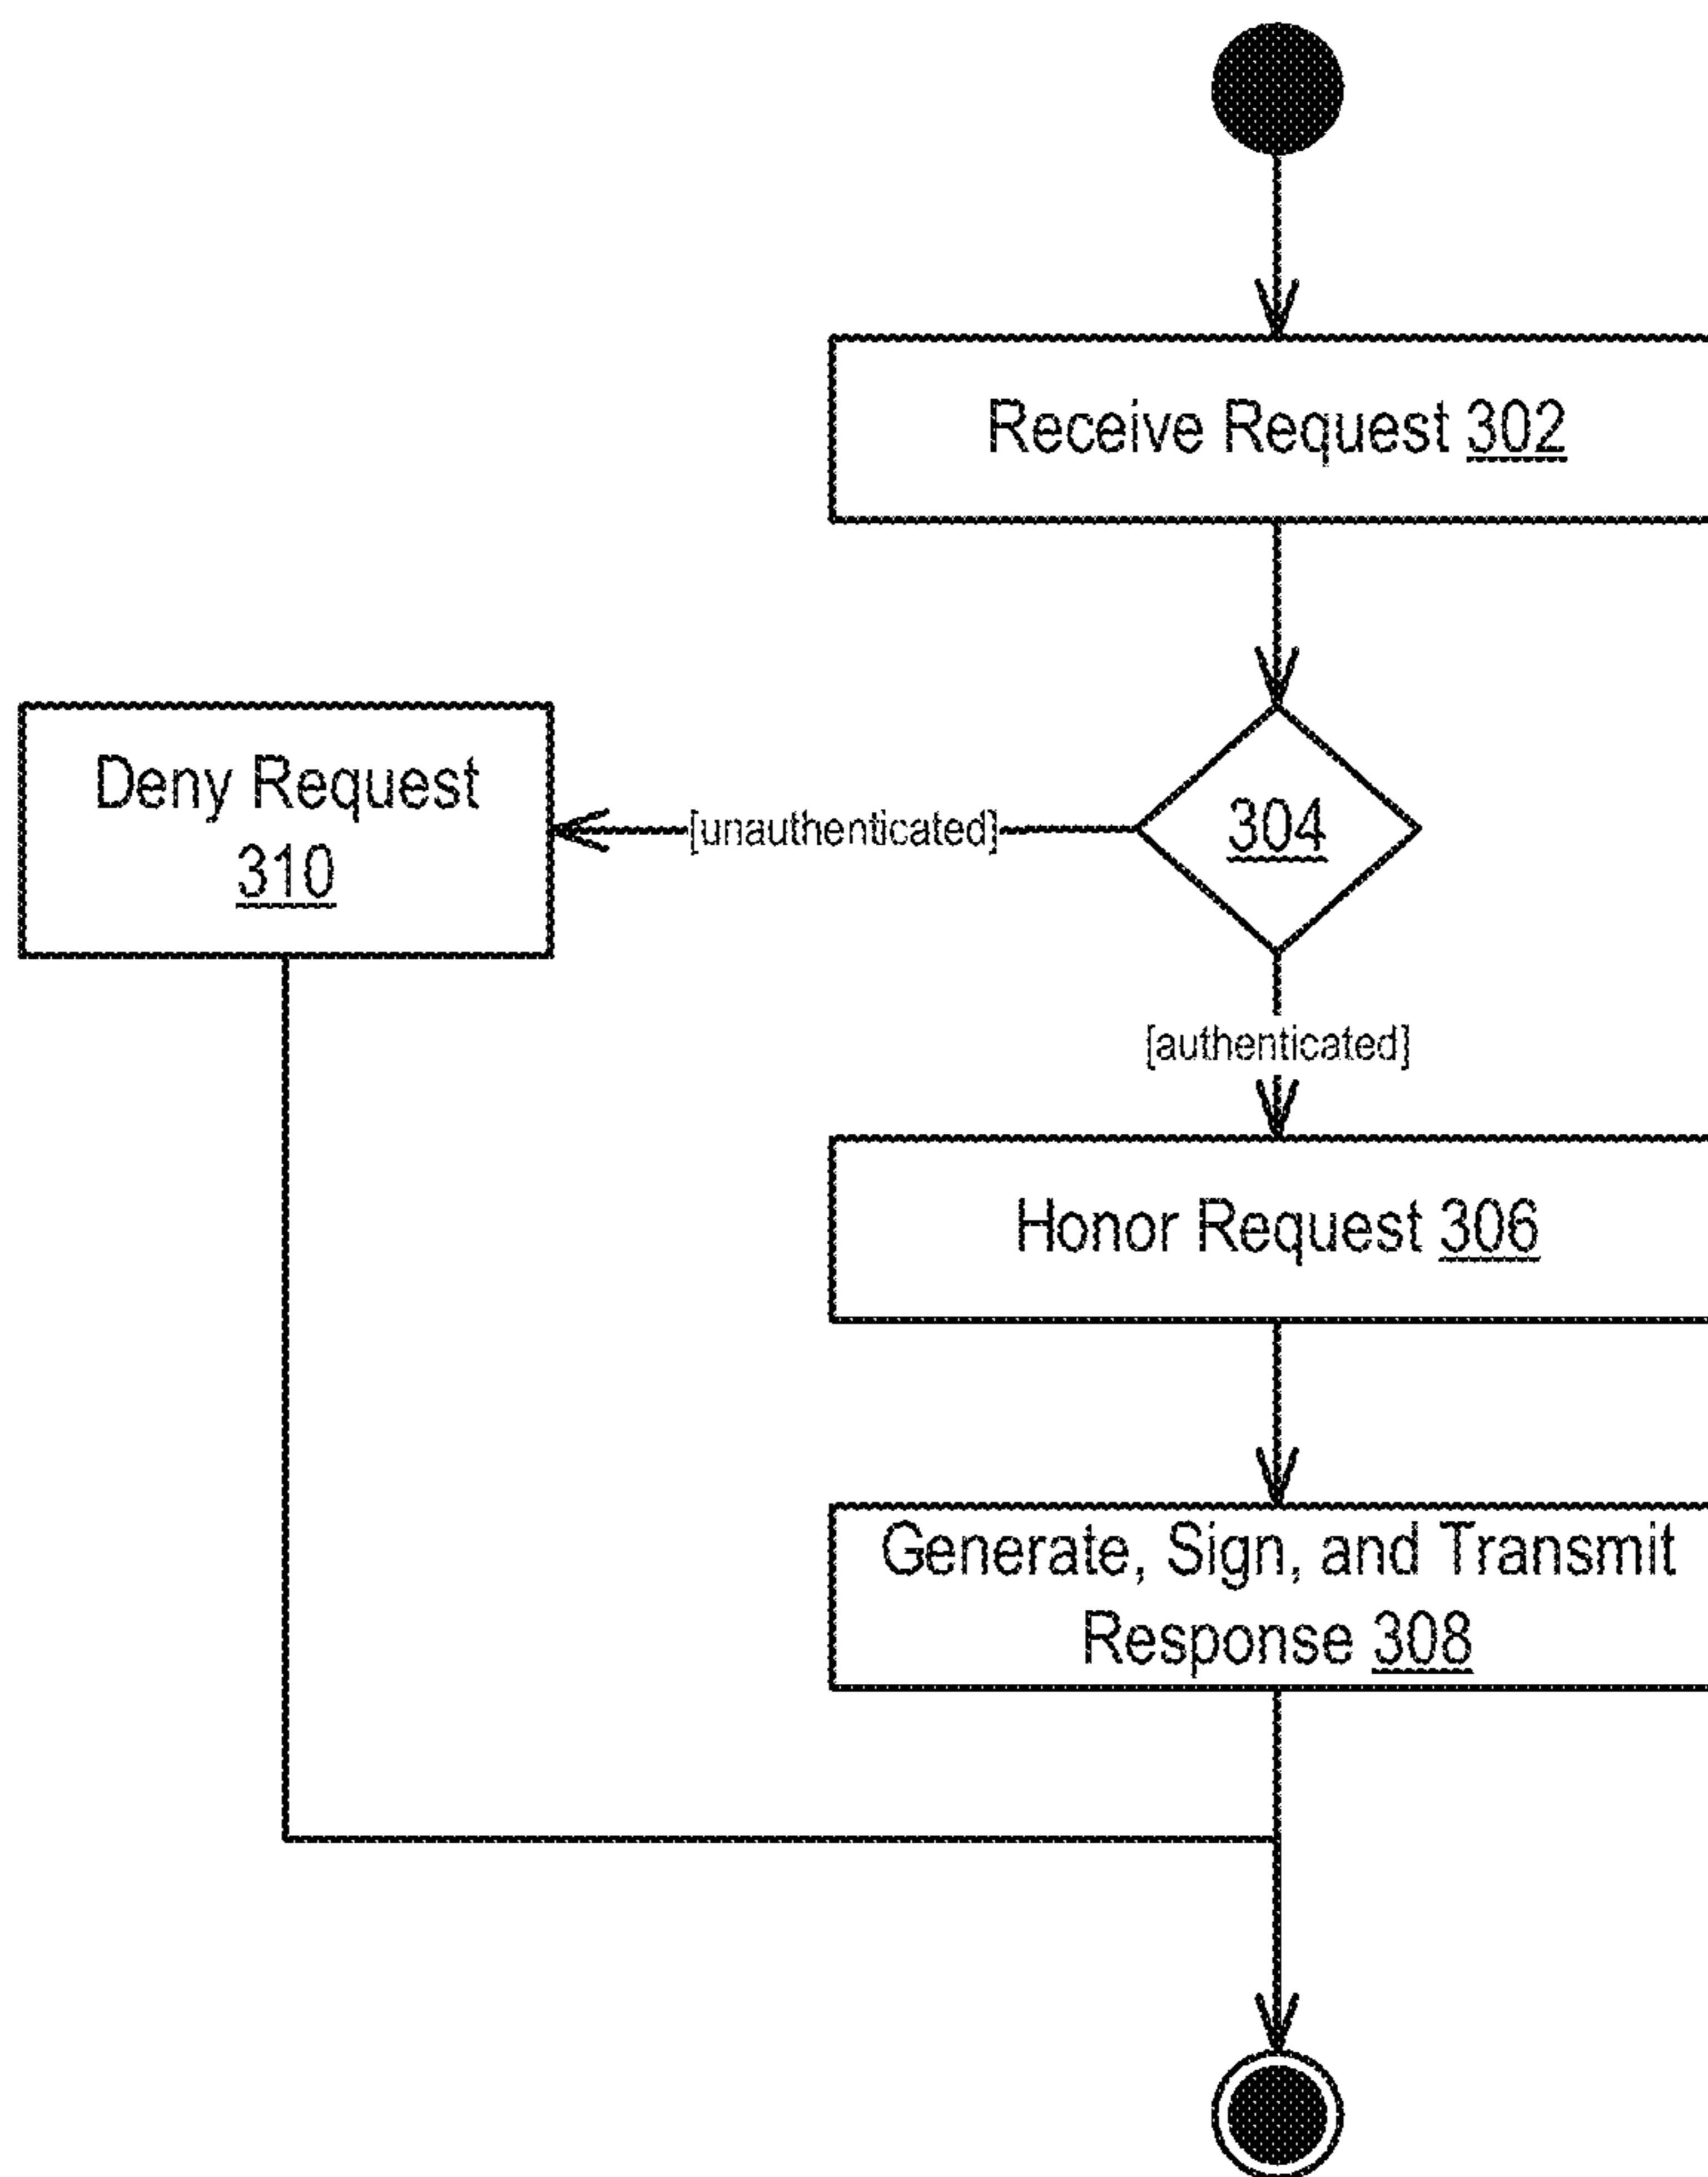 Receive Request 302
Deny Request
310
[unauthenticated]
304
[authenticated]
Honor Request 306
Generate, Sign, and Transmit
Response 308